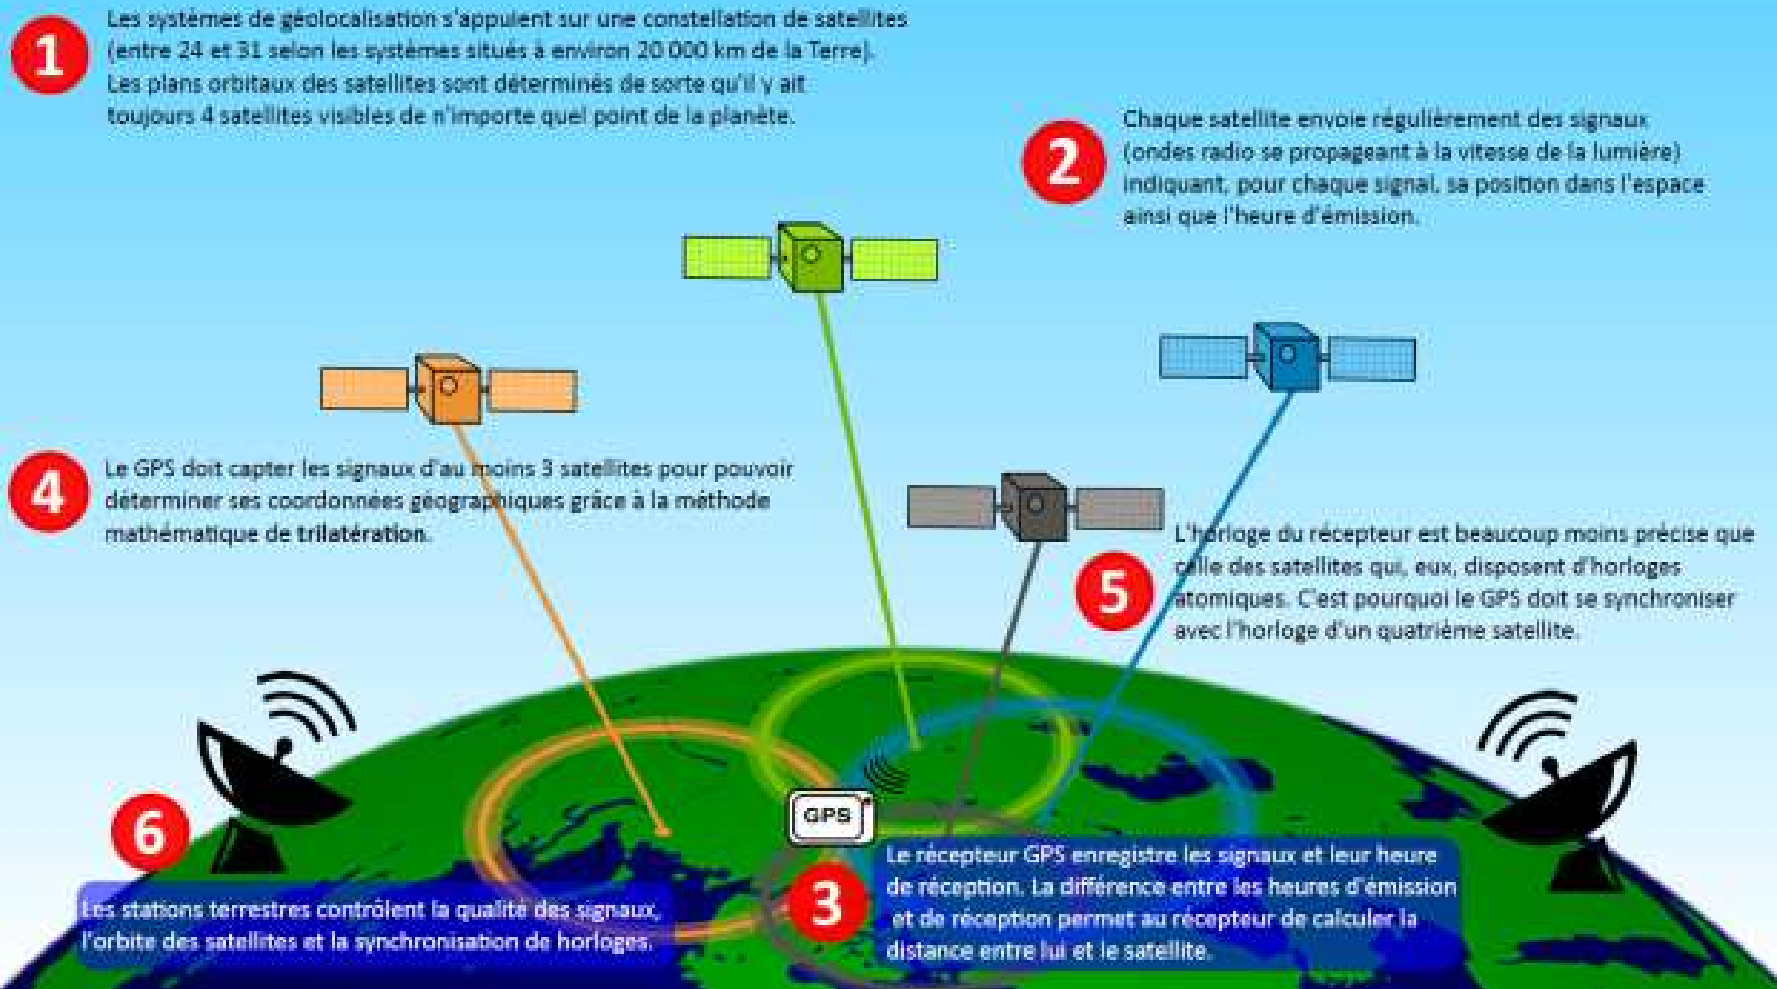 1
Les systèmes de géolocalisation s'appuient sur une constellation de satellites
(entre 24 et 31 selon les systèmes situés à environ 20 000 km de la Terre).
Les plans orbitaux des satellites sont déterminés de sorte qu'il y ait
toujours 4 satellites visibles de n'importe quel point de la planète.
2
Chaque satellite envoie régulièrement des signaux
(ondes radio se propageant à la vitesse de la lumière)
indiquant, pour chaque signal, sa position dans l'espace
ainsi que l'heure d'émission.
4
Le GPS doit capter les signaux d'au moins 3 satellites pour pouvoir
déterminer ses coordonnées géographiques grâce à la méthode
mathématique de trilatération.
5
L'horloge du récepteur est beaucoup moins précise que
celle des satellites qui, eux, disposent d'horloges
atomiques. C'est pourquoi le GPS doit se synchroniser
avec l'horloge d'un quatrième satellite.
GPS
3
Le récepteur GPS enregistre les signaux et leur heure
de réception. La différence entre les heures d'émission
et de réception permet au récepteur de calculer la
distance entre lui et le satellite.
6
Les stations terrestres contrôlent la qualité des signaux,
l'orbite des satellites et la synchronisation de horloges.